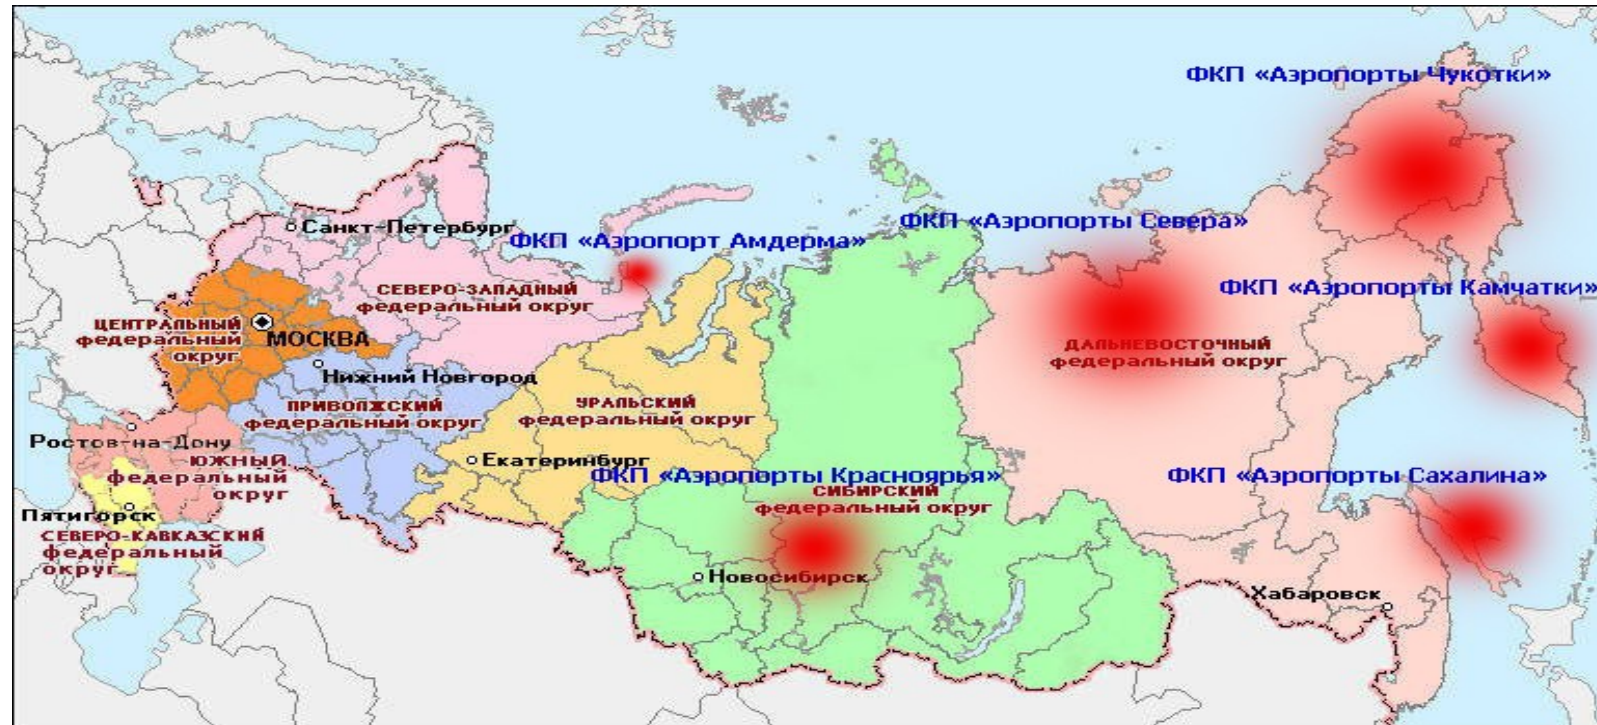 ФКП «Аэропорты Чукотки»
ФКП «Аэропорты Севера»
Санкт-Петербург
ФКП «Аэропорт Амдерма»
СЕВЕРО-ЗАПАДНЫЙ
федеральный округ
ФКП «Аэропорты Камчатки»
ЦЕНТРАЛЬНЫЙ
федеральный
округ
МОСКВА
ДАЛЬНЕВОСТОЧНЫЙ
федеральный округ
Нижний Новгород
ПРИВОЛЖСКИЙ
федеральный округ
УРАЛЬСКИЙ
федеральный округ
Ростов-на-Дону
ЮЖНЫЙ
федеральный
округ
Екатеринбург
ФКП «Аэропорты Красноярья»
СИБИРСКИЙ
федеральный округ
ФКП «Аэропорты Сахалина»
Пятигорск
СЕВЕРО-КАВКАЗСКИЙ
федеральный
округ
Новосибирск
Хабаровск